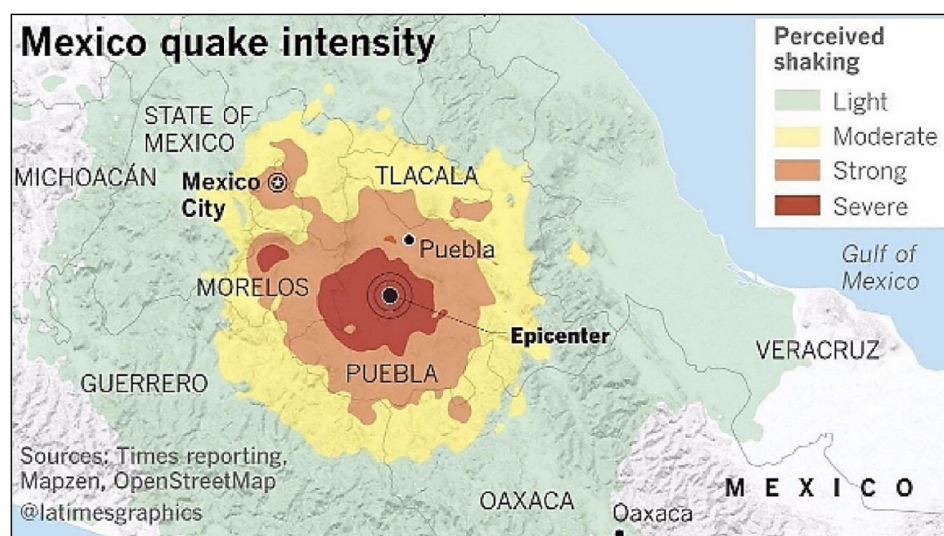 Mexico quake intensity
Perceived
shaking
Light
Moderate
Strong
Severe
STATE OF
MEXICO
MICHOACÁN
Mexico
City
TLACALA
Puebla
Gulf of
Mexico
MORELOS
Epicenter
VERACRUZ
PUEBLA
GUERRERO
Sources: Times reporting,
Mapzen, OpenStreetMap
@latimesgraphics
OAXACA
Oaxaca
MEXICO